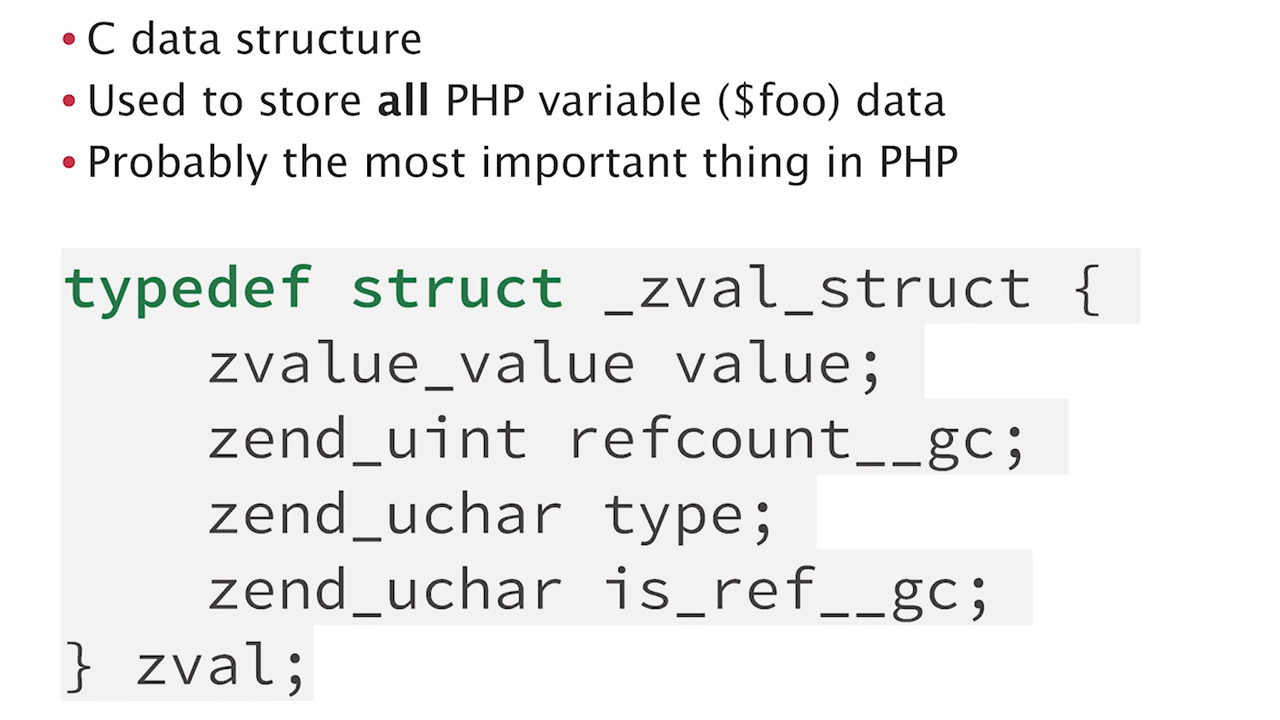 • C data structure
• Used to store all PHP variable ($foo) data
• Probably the most important thing in PHP
typedef struct _zval_struct {
    zvalue_value value;
    zend_uint refcount__gc;
    zend_uchar type;
    zend_uchar is_ref__gc;
} zval;